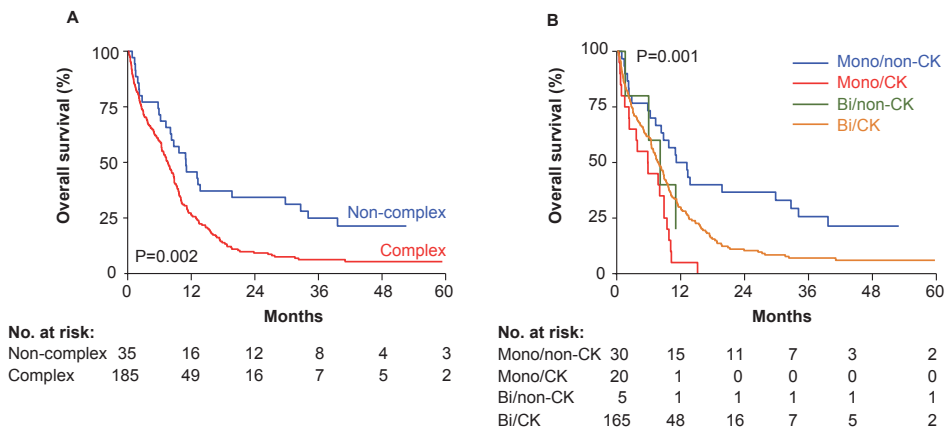 A
Overall survival (%)
100
75
50
25
0
Non-complex
Complex
P=0.002
0 12 24 36 48 60
Months
No. at risk:
Non-complex 35 16 12 8 4 3
Complex 185 49 16 7 5 2
B
Overall survival (%)
100
75
50
25
0
P=0.001
Mono/non-CK
Mono/CK
Bi/non-CK
Bi/CK
0 12 24 36 48 60
Months
No. at risk:
Mono/non-CK 30 15 11 7 3 2
Mono/CK 20 1 0 0 0 0
Bi/non-CK 5 1 1 1 1 1
Bi/CK 165 48 16 7 5 2